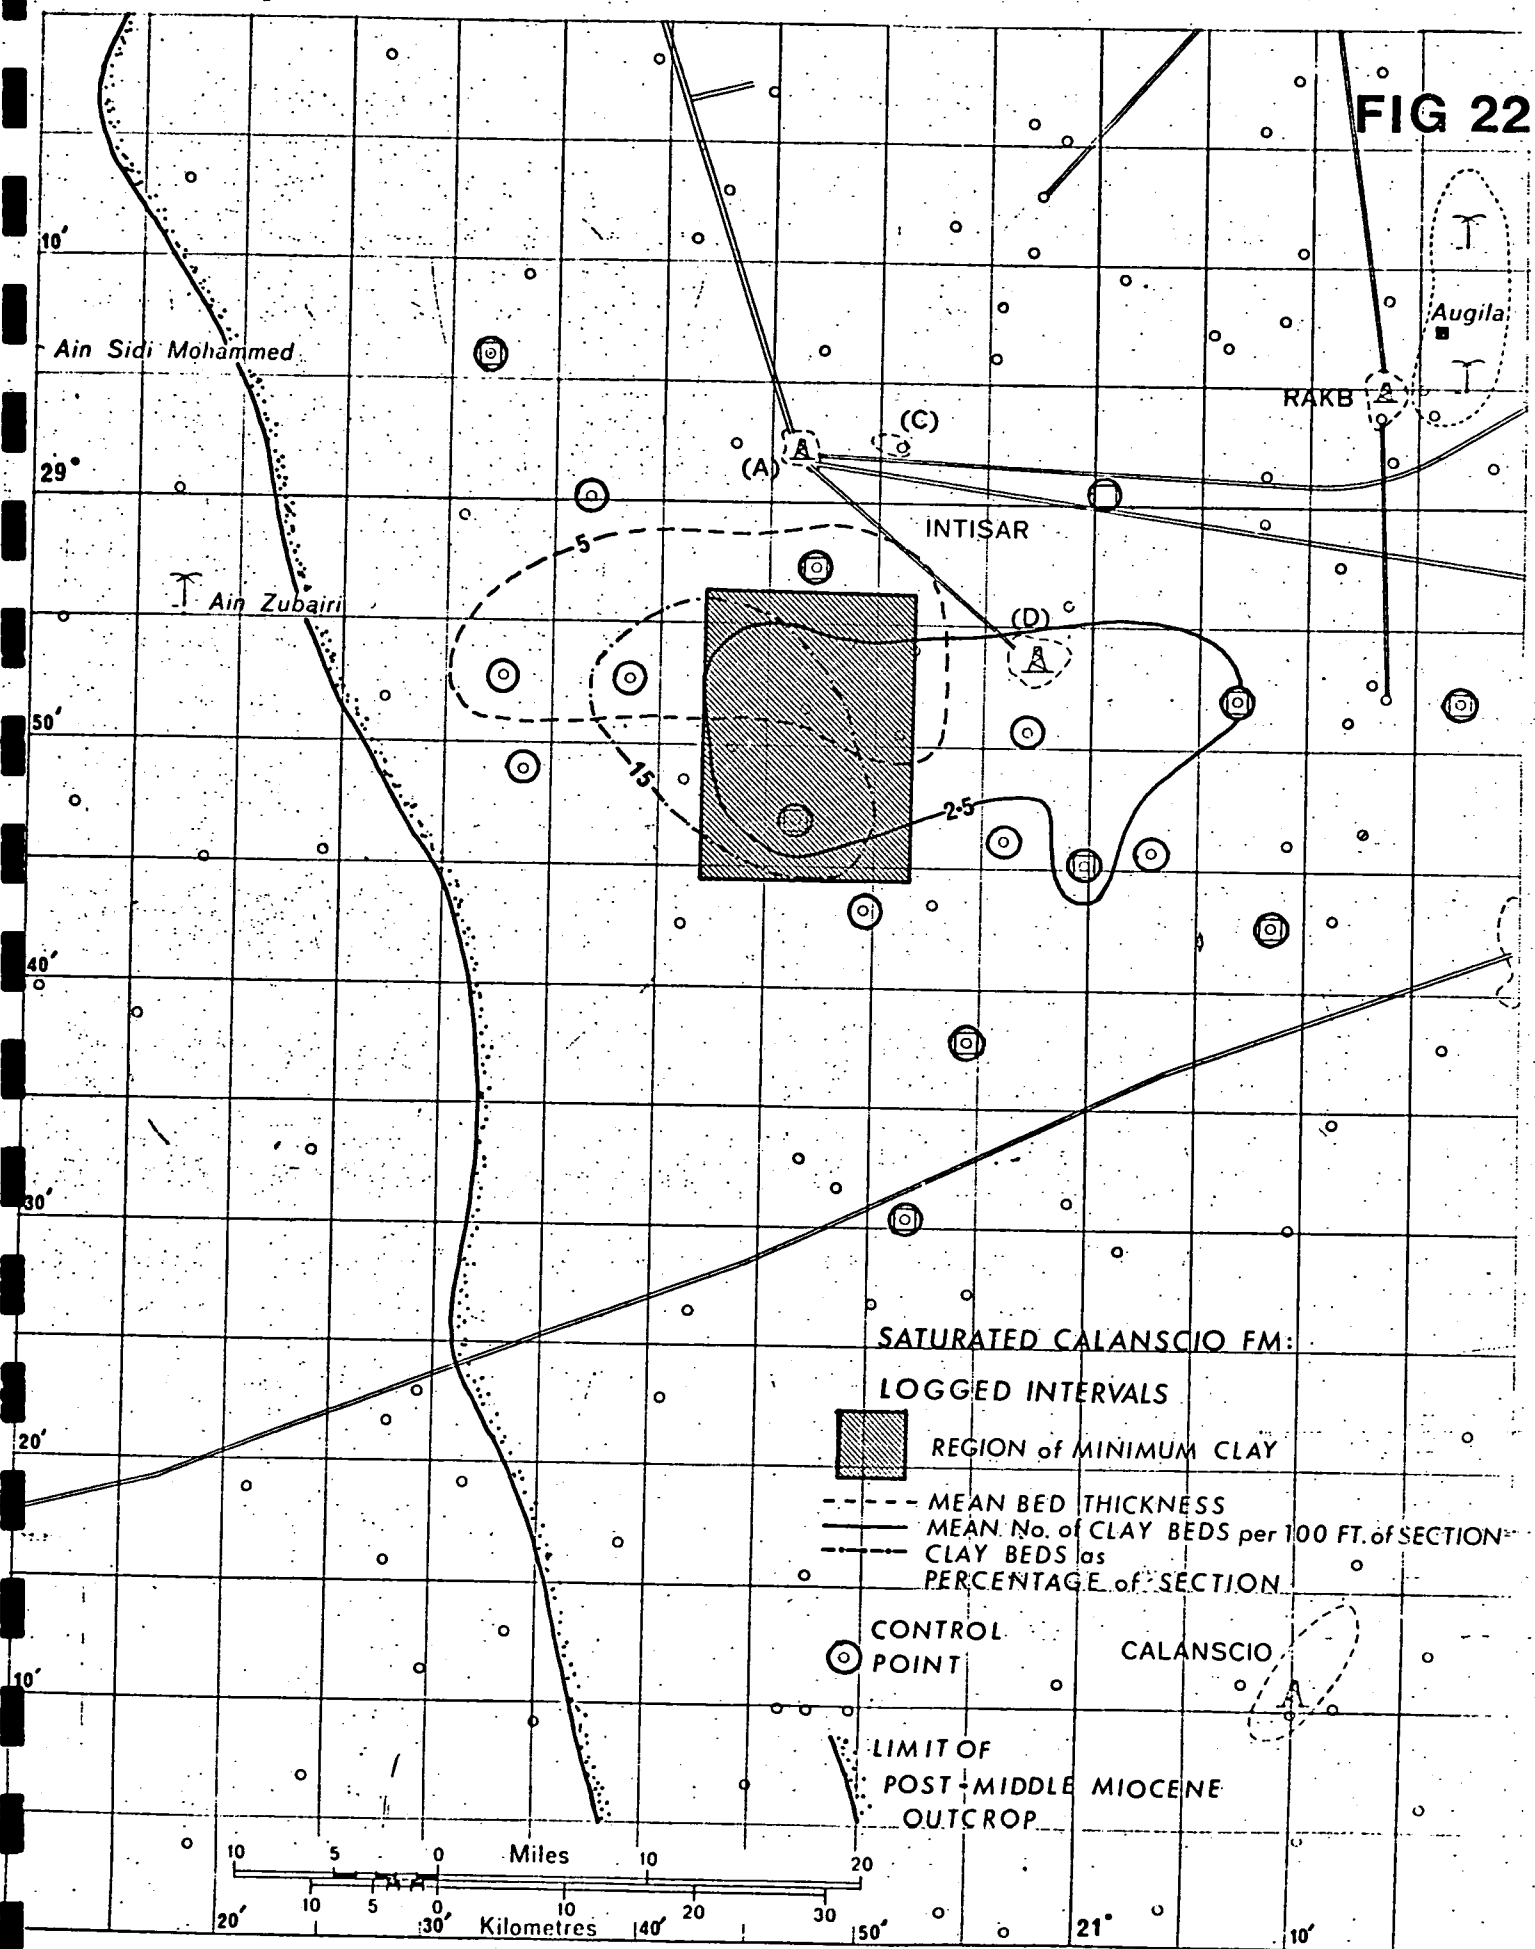 FIG 22
10'
Augila
Ain Sidi Mohammed
RAKB
(C)
(A)
29°
INTISAR
5
Ain Zubairi
(D)
50'
15
2·5
40'
30'
SATURATED CALANSCIO FM:
LOGGED INTERVALS
20'
REGION of MINIMUM CLAY
MEAN BED THICKNESS
MEAN No. of CLAY BEDS per 100 FT. of SECTION
CLAY BEDS as
PERCENTAGE of SECTION
CONTROL
POINT
CALANSCIO
10'
LIMIT OF
POST-MIDDLE MIOCENE
OUTCROP
10 5 0 Miles 10 20
10 5 0 10 20 30
20' 30' Kilometres 40' 50' 21° 10'